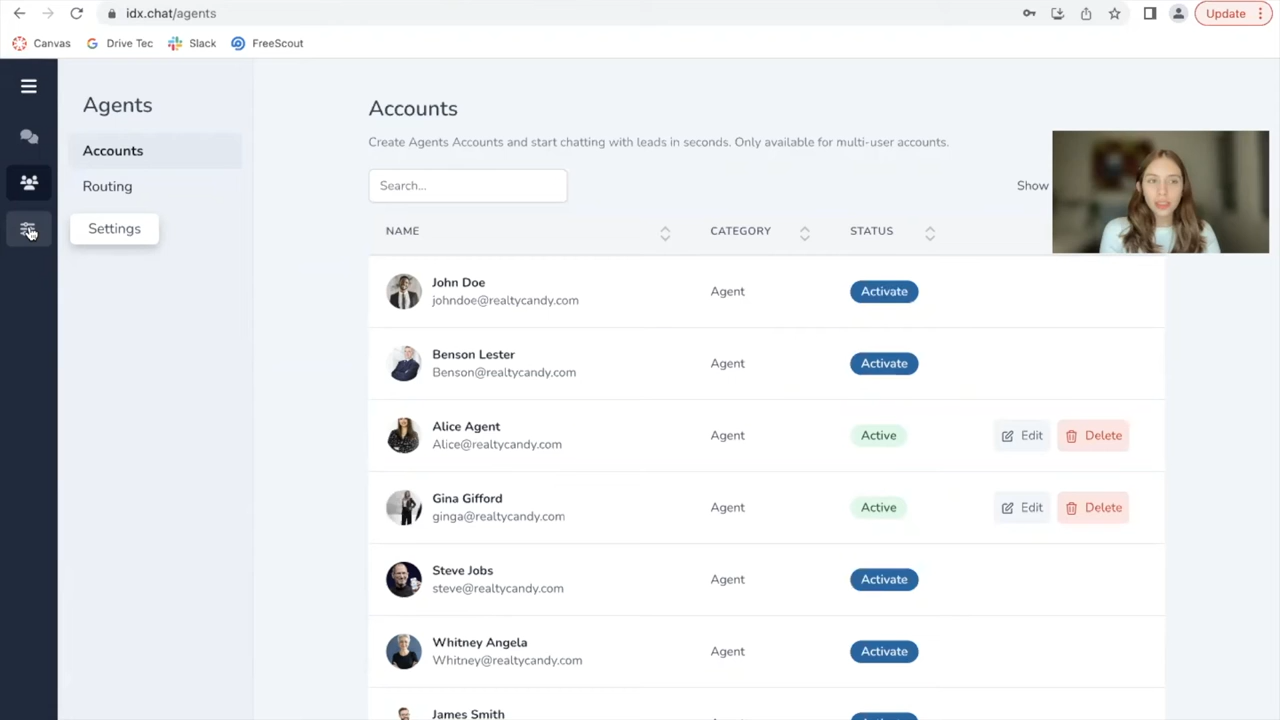 idx.chat/agents
Update
Canvas
Drive Tec
Slack
FreeScout
Agents
Accounts
Routing
Settings
Accounts
Create Agents Accounts and start chatting with leads in seconds. Only available for multi-user accounts.
Search...
Show
NAME
CATEGORY
STATUS
John Doe
johndoe@realtycandy.com
Agent
Activate
Benson Lester
Benson@realtycandy.com
Agent
Activate
Alice Agent
Alice@realtycandy.com
Agent
Active
Edit
Delete
Gina Gifford
ginga@realtycandy.com
Agent
Active
Edit
Delete
Steve Jobs
steve@realtycandy.com
Agent
Activate
Whitney Angela
Whitney@realtycandy.com
Agent
Activate
James Smith